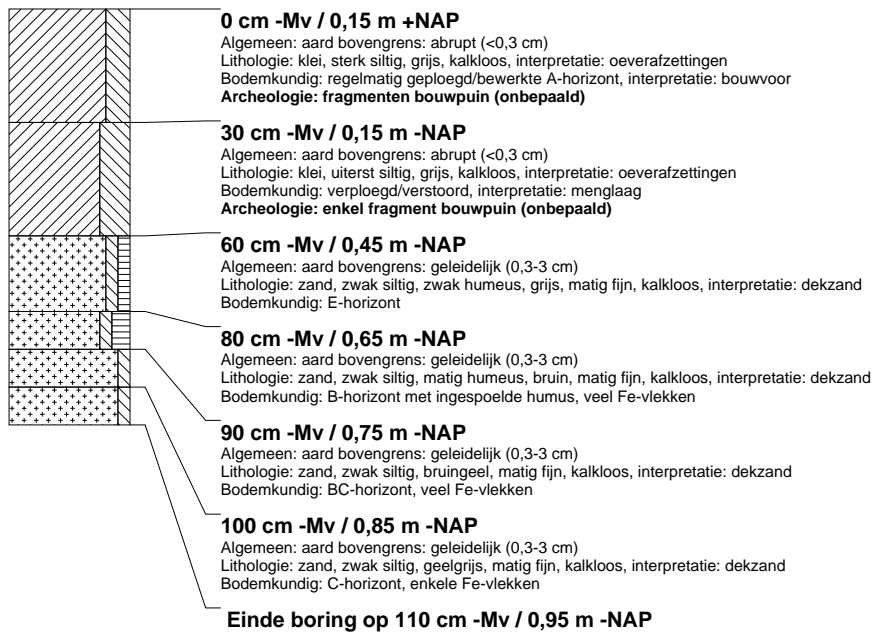 0 cm -Mv / 0,15 m +NAP
Algemeen: aard bovengrens: abrupt (<0,3 cm)
Lithologie: klei, sterk siltig, grijs, kalkloos, interpretatie: oeverafzettingen
Bodemkundig: regelmatig geploegd/bewerkte A-horizont, interpretatie: bouwvoor
Archeologie: fragmenten bouwpuin (onbepaald)
30 cm -Mv / 0,15 m -NAP
Algemeen: aard bovengrens: abrupt (<0,3 cm)
Lithologie: klei, uiterst siltig, grijs, kalkloos, interpretatie: oeverafzettingen
Bodemkundig: verploegd/verstoord, interpretatie: menglaag
Archeologie: enkel fragment bouwpuin (onbepaald)
60 cm -Mv / 0,45 m -NAP
Algemeen: aard bovengrens: geleidelijk (0,3-3 cm)
Lithologie: zand, zwak siltig, zwak humeus, grijs, matig fijn, kalkloos, interpretatie: dekzand
Bodemkundig: E-horizont
80 cm -Mv / 0,65 m -NAP
Algemeen: aard bovengrens: geleidelijk (0,3-3 cm)
Lithologie: zand, zwak siltig, matig humeus, bruin, matig fijn, kalkloos, interpretatie: dekzand
Bodemkundig: B-horizont met ingespoelde humus, veel Fe-vlekken
90 cm -Mv / 0,75 m -NAP
Algemeen: aard bovengrens: geleidelijk (0,3-3 cm)
Lithologie: zand, zwak siltig, bruingeel, matig fijn, kalkloos, interpretatie: dekzand
Bodemkundig: BC-horizont, veel Fe-vlekken
100 cm -Mv / 0,85 m -NAP
Algemeen: aard bovengrens: geleidelijk (0,3-3 cm)
Lithologie: zand, zwak siltig, geelgrijs, matig fijn, kalkloos, interpretatie: dekzand
Bodemkundig: C-horizont, enkele Fe-vlekken
Einde boring op 110 cm -Mv / 0,95 m -NAP